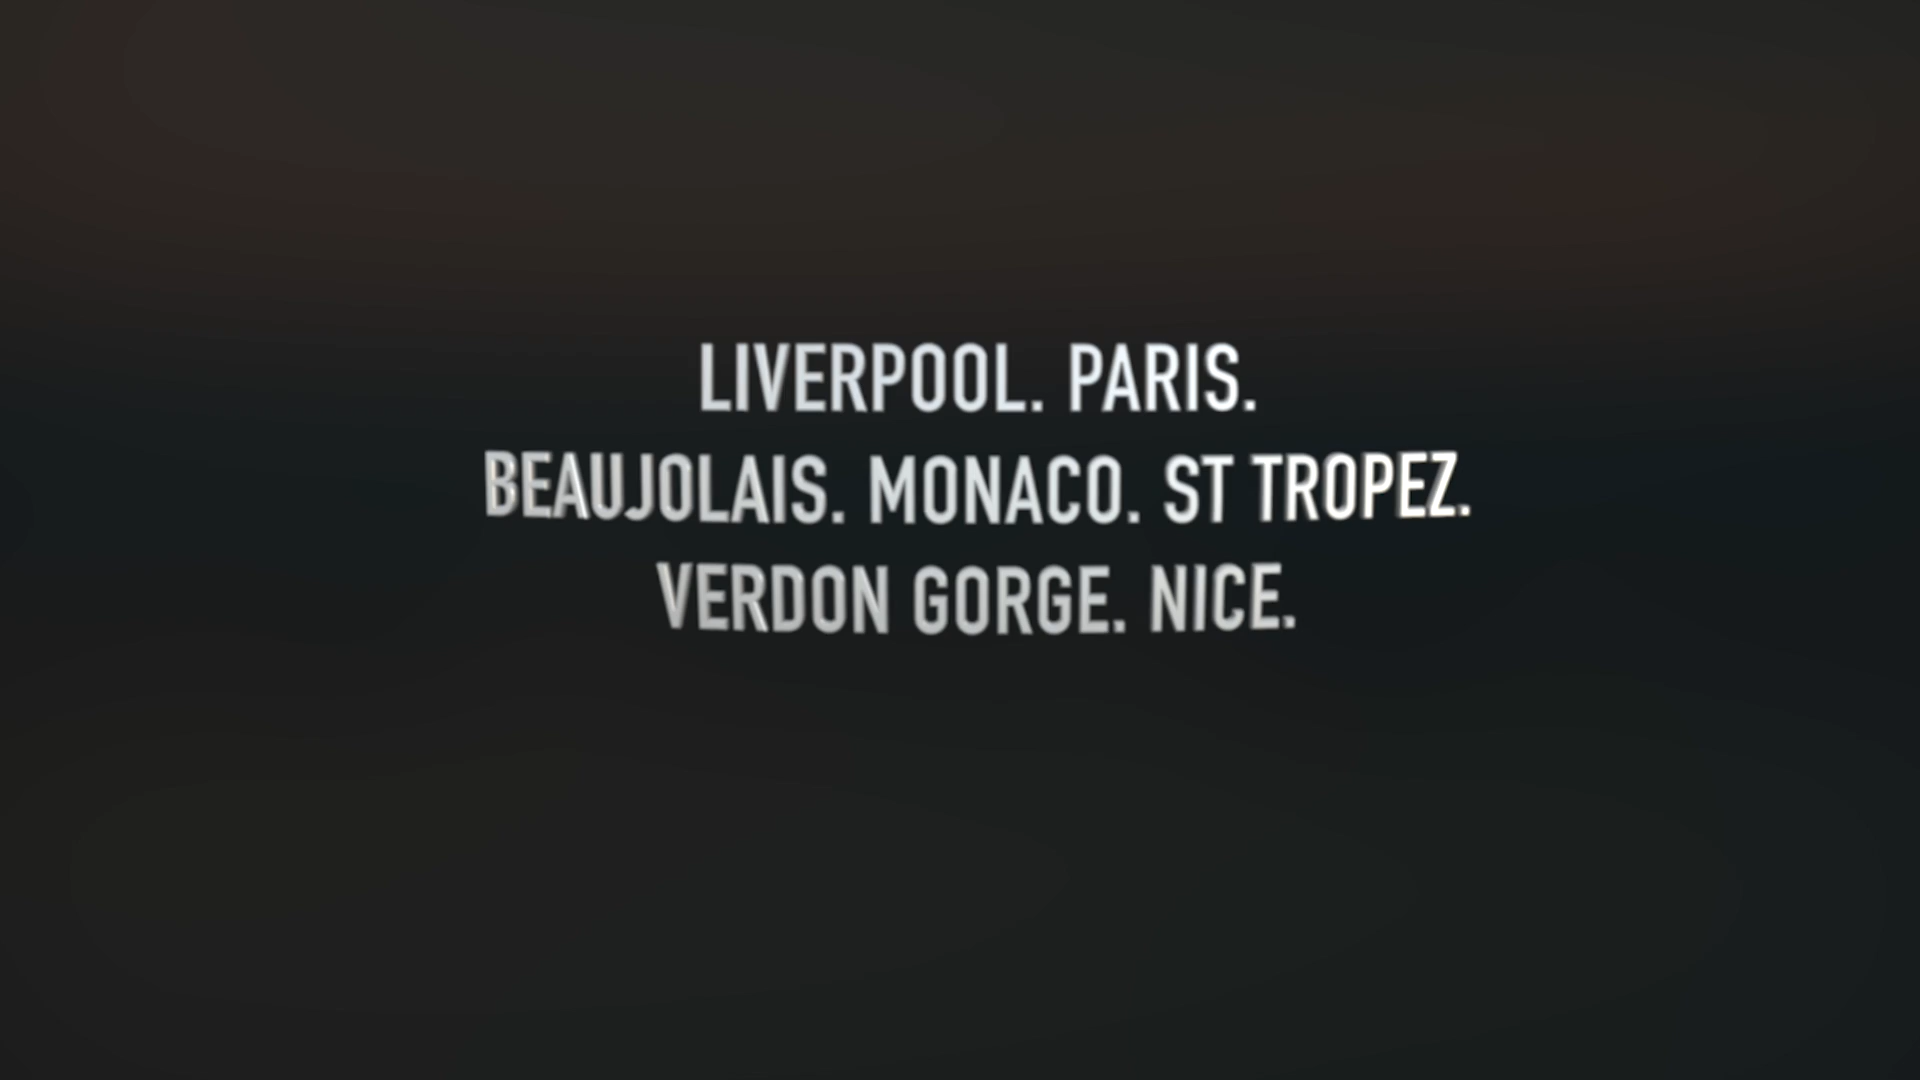 LIVERPOOL. PARIS.
BEAUJOLAIS. MONACO. ST TROPEZ.
VERDON GORGE. NICE.